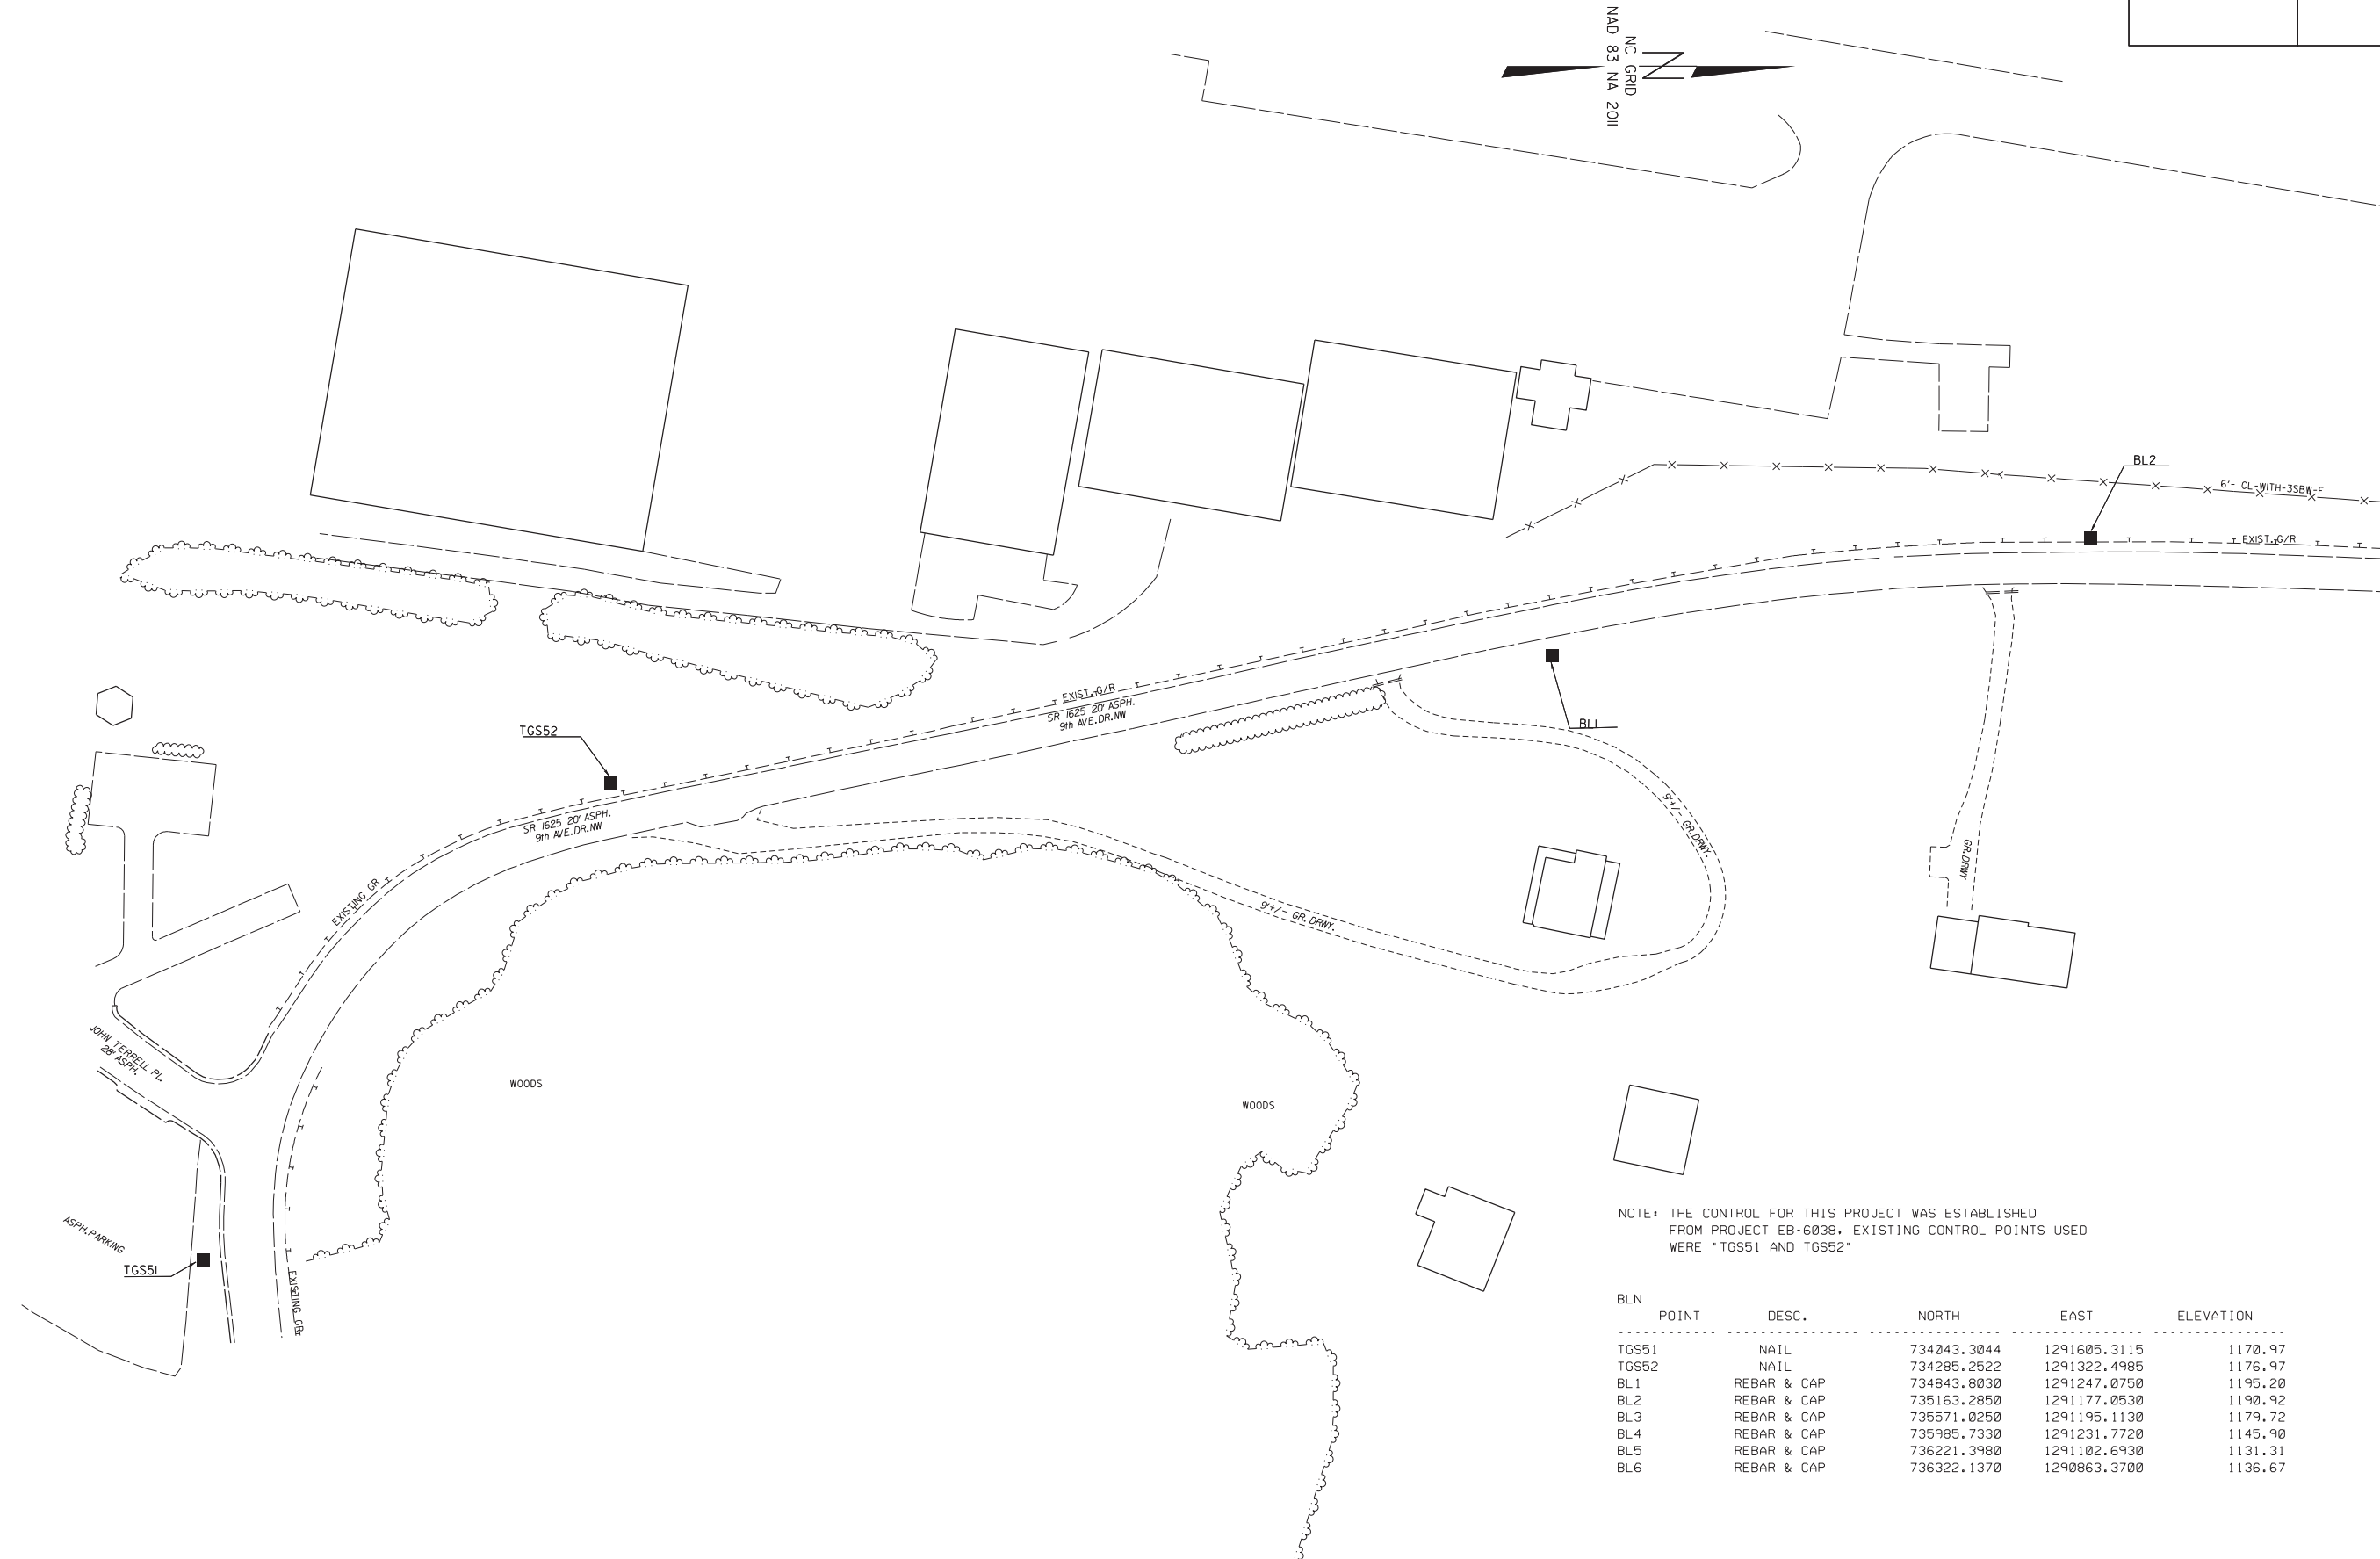 NC GRID
NAD 83 NA 2011
N
BL2
6'- CL-WITH-3SBW-F
EXIST. G/R
EXIST. G/R
SR 1625 20' ASPH.
9th AVE.DR.NW
BL1
TGS52
SR 1625 20' ASPH.
9th AVE.DR.NW
9'+/- GR.DRWY.
GR.DRWY
EXISTING GR
9'+/- GR. DRWY.
JOHN TERRELL PL.
28' ASPH.
WOODS
WOODS
ASPH.PARKING
TGS51
EXISTING GR
NOTE: THE CONTROL FOR THIS PROJECT WAS ESTABLISHED
FROM PROJECT EB-6038, EXISTING CONTROL POINTS USED
WERE "TGS51 AND TGS52"
BLN
POINT DESC. NORTH EAST ELEVATION
TGS51 NAIL 734043.3044 1291605.3115 1170.97
TGS52 NAIL 734285.2522 1291322.4985 1176.97
BL1 REBAR & CAP 734843.8030 1291247.0750 1195.20
BL2 REBAR & CAP 735163.2850 1291177.0530 1190.92
BL3 REBAR & CAP 735571.0250 1291195.1130 1179.72
BL4 REBAR & CAP 735985.7330 1291231.7720 1145.90
BL5 REBAR & CAP 736221.3980 1291102.6930 1131.31
BL6 REBAR & CAP 736322.1370 1290863.3700 1136.67